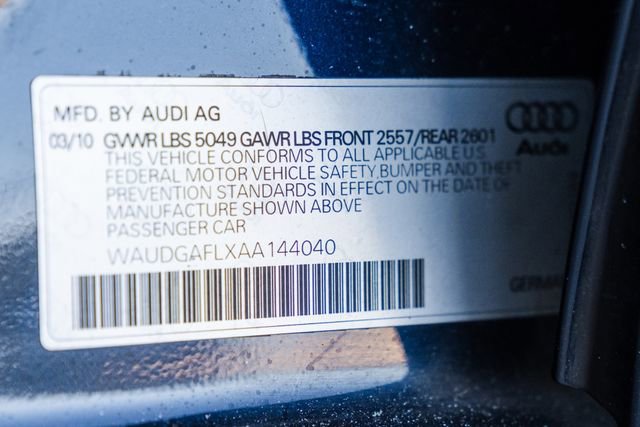 MFD. BY AUDI AG
03/10 GVWR LBS 5049 GAWR LBS FRONT 2557/REAR 2601
THIS VEHICLE CONFORMS TO ALL APPLICABLE U.S
FEDERAL MOTOR VEHICLE SAFETY, BUMPER AND THEFT
PREVENTION STANDARDS IN EFFECT ON THE DATE OF
MANUFACTURE SHOWN ABOVE
PASSENGER CAR
WAUDGAFLXAA144040
Audi
GERMA